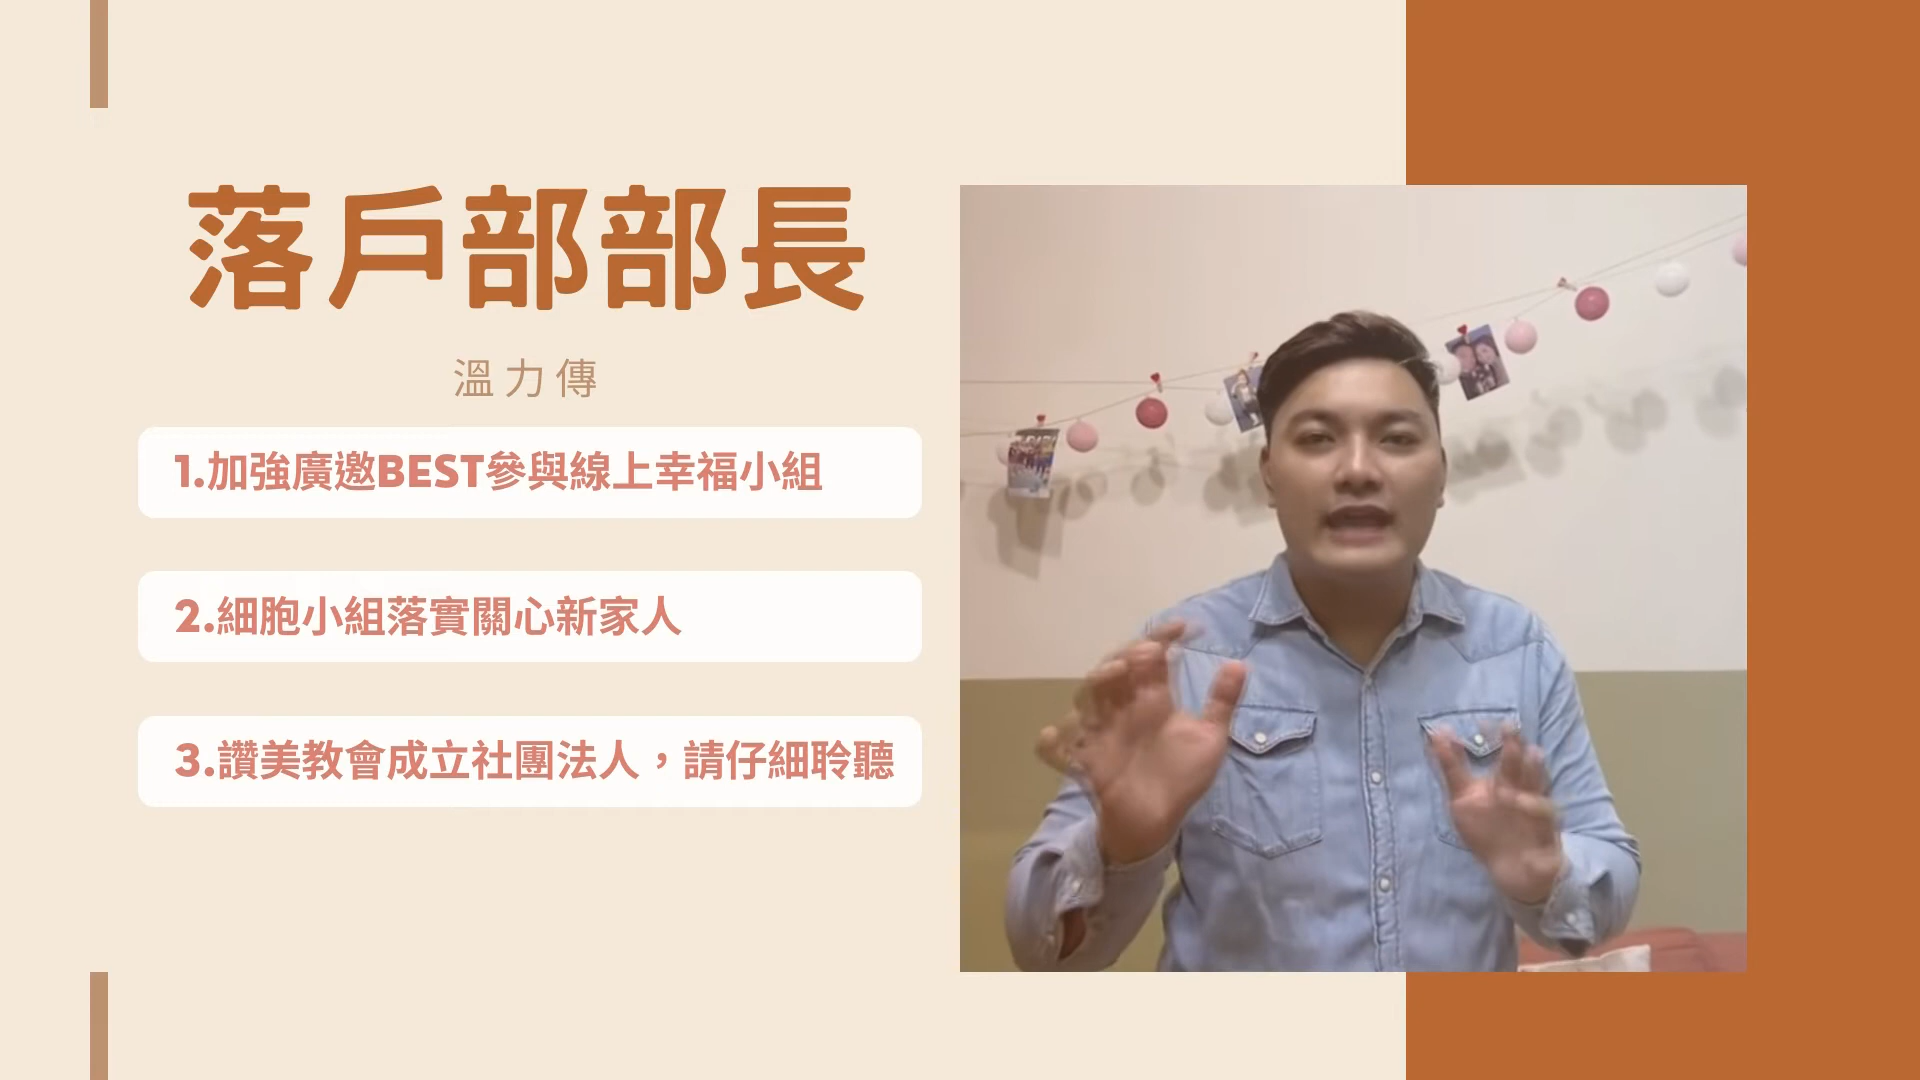 落戶部部長
溫力傳
1.加強廣邀BEST參與線上幸福小組
2.細胞小組落實關心新家人
3.讚美教會成立社團法人，請仔細聆聽